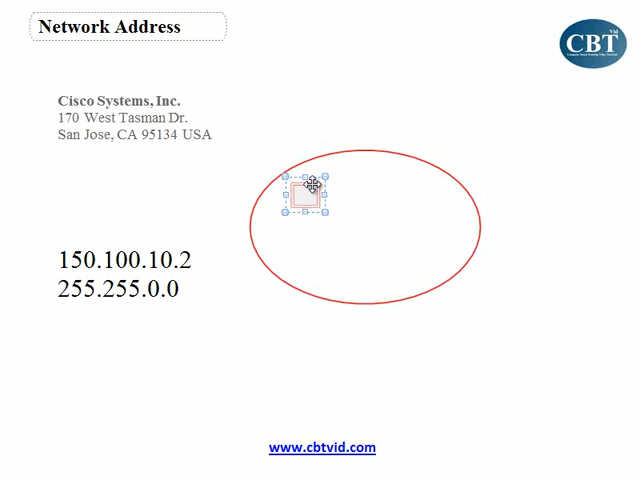 Network Address
Vid
CBT
Cisco Systems, Inc.
170 West Tasman Dr.
San Jose, CA 95134 USA
150.100.10.2
255.255.0.0
www.cbtvid.com